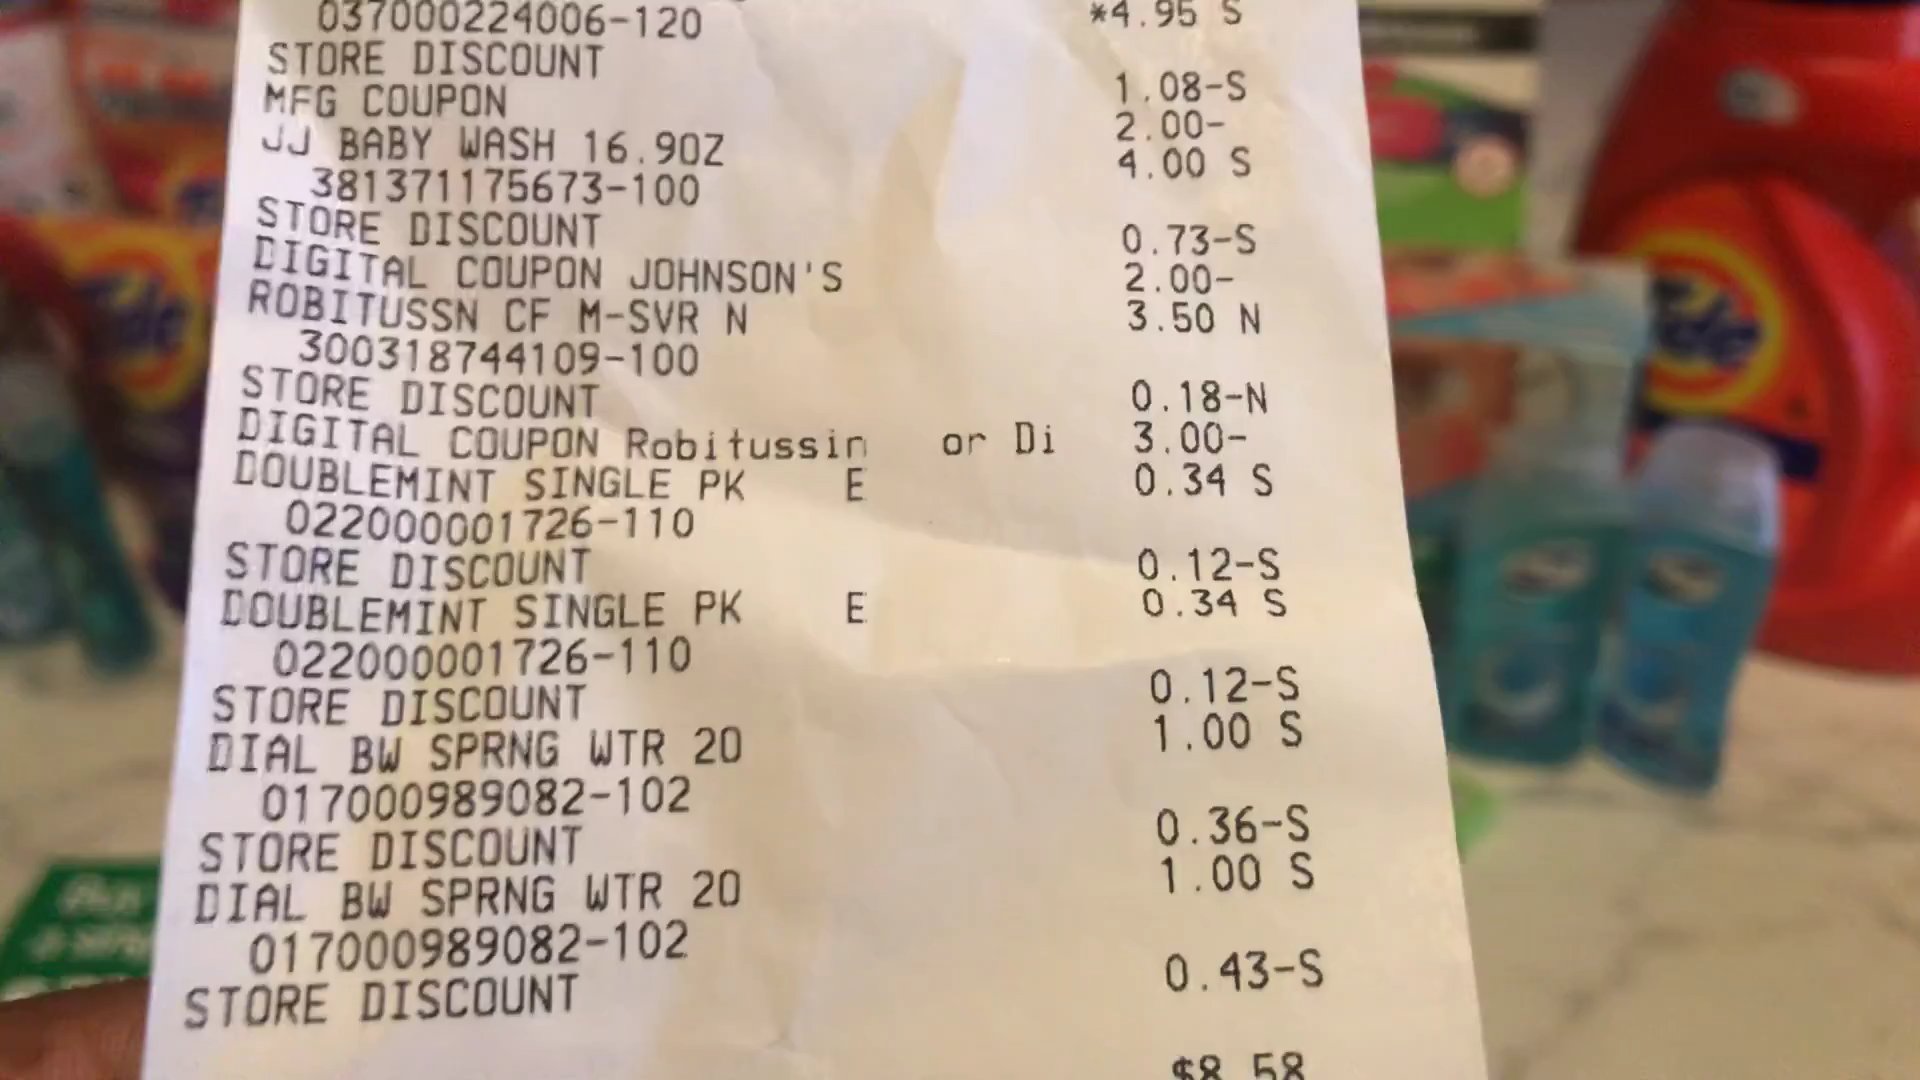 037000224006-120 *4.95 S
STORE DISCOUNT 1.08-S
MFG COUPON 2.00-
JJ BABY WASH 16.9OZ 4.00 S
381371175673-100
STORE DISCOUNT 0.73-S
DIGITAL COUPON JOHNSON'S 2.00-
ROBITUSSN CF M-SVR N 3.50 N
300318744109-100
STORE DISCOUNT 0.18-N
DIGITAL COUPON Robitussin or Di 3.00-
DOUBLEMINT SINGLE PK E 0.34 S
022000001726-110
STORE DISCOUNT 0.12-S
DOUBLEMINT SINGLE PK E 0.34 S
022000001726-110
STORE DISCOUNT 0.12-S
DIAL BW SPRNG WTR 20 1.00 S
017000989082-102
STORE DISCOUNT 0.36-S
DIAL BW SPRNG WTR 20 1.00 S
017000989082-102
STORE DISCOUNT 0.43-S
$8.58
Tide
Tide